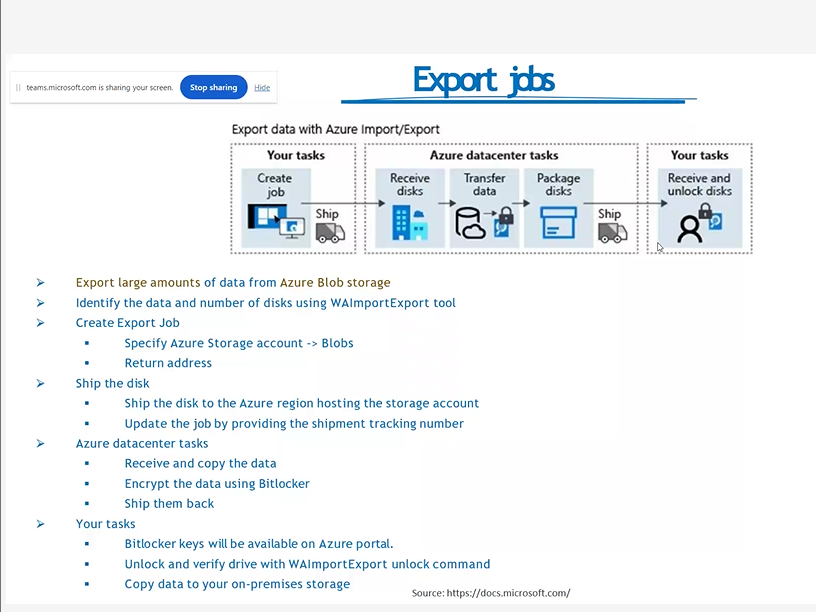 Export jobs
teams.microsoft.com is sharing your screen. Stop sharing Hide
Export data with Azure Import/Export
Your tasks
Create job
Ship
Azure datacenter tasks
Receive disks
Transfer data
Package disks
Ship
Your tasks
Receive and unlock disks
➢ Export large amounts of data from Azure Blob storage
➢ Identify the data and number of disks using WAImportExport tool
➢ Create Export Job
▪ Specify Azure Storage account -> Blobs
▪ Return address
➢ Ship the disk
▪ Ship the disk to the Azure region hosting the storage account
▪ Update the job by providing the shipment tracking number
➢ Azure datacenter tasks
▪ Receive and copy the data
▪ Encrypt the data using Bitlocker
▪ Ship them back
➢ Your tasks
▪ Bitlocker keys will be available on Azure portal.
▪ Unlock and verify drive with WAImportExport unlock command
▪ Copy data to your on-premises storage
Source: https://docs.microsoft.com/